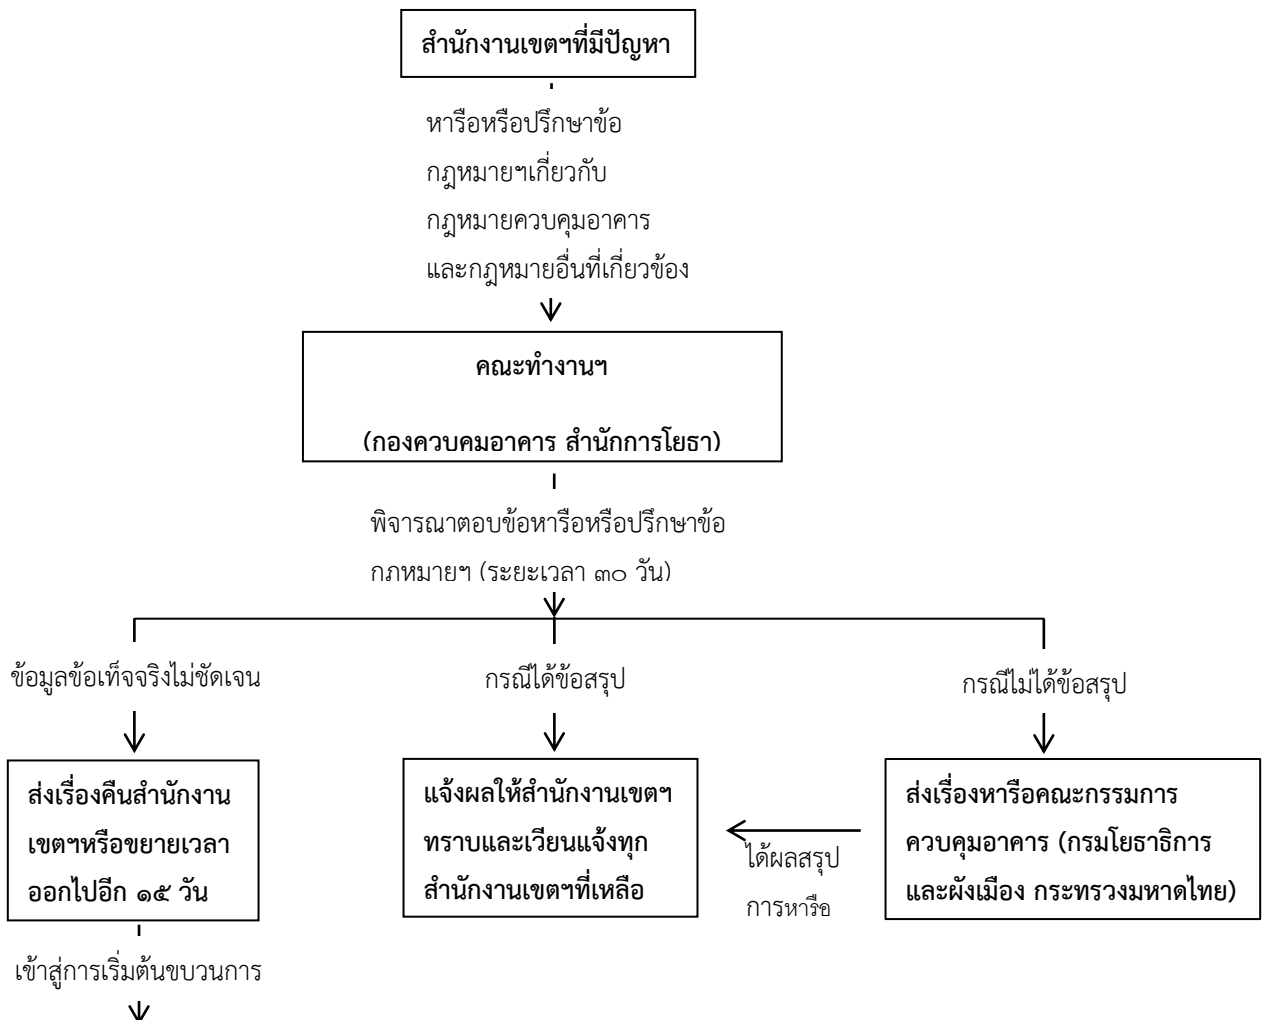 สำนักงานเขตฯที่มีปัญหา
หารือหรือปรึกษาข้อ
กฎหมายฯเกี่ยวกับ
กฎหมายควบคุมอาคาร
และกฎหมายอื่นที่เกี่ยวข้อง
คณะทำงานฯ
(กองควบคมอาคาร สำนักการโยธา)
พิจารณาตอบข้อหารือหรือปรึกษาข้อ
กฎหมายฯ (ระยะเวลา ๓๐ วัน)
ข้อมูลข้อเท็จจริงไม่ชัดเจน
กรณีได้ข้อสรุป
กรณีไม่ได้ข้อสรุป
ส่งเรื่องคืนสำนักงาน
เขตฯหรือขยายเวลา
ออกไปอีก ๑๕ วัน
แจ้งผลให้สำนักงานเขตฯ
ทราบและเวียนแจ้งทุก
สำนักงานเขตฯที่เหลือ
ได้ผลสรุป
การหารือ
ส่งเรื่องหารือคณะกรรมการ
ควบคุมอาคาร (กรมโยธาธิการ
และผังเมือง กระทรวงมหาดไทย)
เข้าสู่การเริ่มต้นขบวนการ